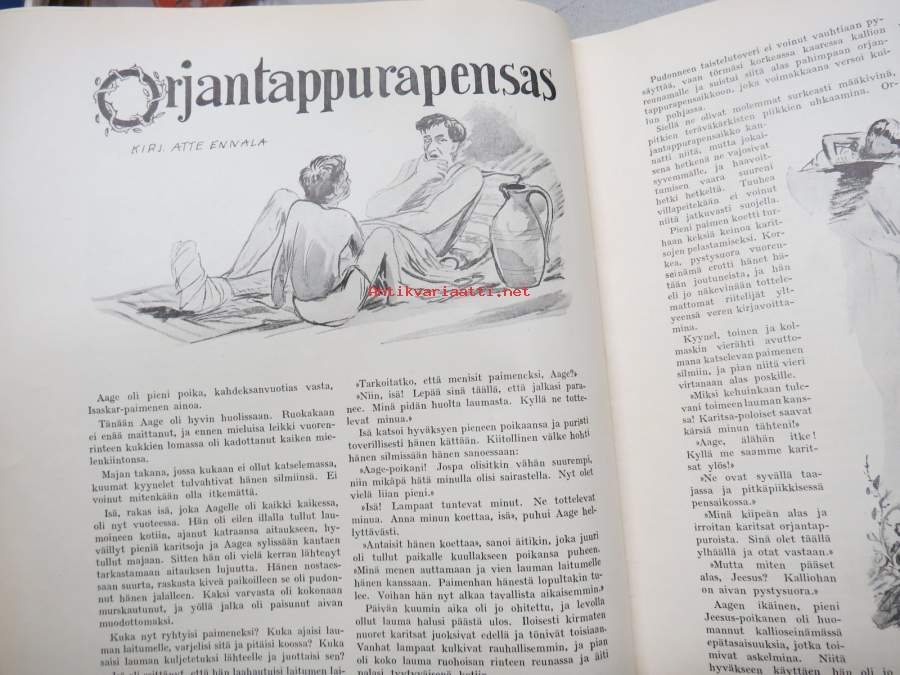 Orjantappurapensas
KIRJ. ATTE ENNALA
Antikvariaatti.net
Aage oli pieni poika, kahdeksanvuotias vasta,
Isaskar-paimenen ainoa.
Tänään Aage oli hyvin huolissaan. Ruokakaan
ei enää maittanut, ja ennen mieluisa leikki vuoren-
rinteen kukkien lomassa oli kadottanut kaiken mie-
lenkiintonsa.
Majan takana, jossa kukaan ei ollut katselemassa,
kuumat kyynelet tulvahtivat hänen silmiinsä. Ei
voinut mitenkään olla itkemättä.
Isä, rakas isä, joka Aagelle oli kaikki kaikessa,
oli nyt vuoteessa. Hän oli eilen illalla tullut lau-
moineen kotiin, ajanut katraansa aitaukseen, hy-
väillyt pieniä karitsoja ja Aagea sylissään kantaen
tullut majaan. Sitten hän oli vielä kerran lähtenyt
tarkastamaan aitauksen lujuutta. Hänen nostaes-
saan suurta, raskasta kiveä paikoilleen se oli pudon-
nut hänen jalalleen. Kaksi varvasta oli kokonaan
murskautunut, ja yöllä jalka oli paisunut aivan
muodottomaksi.
Kuka nyt ryhtyisi paimeneksi? Kuka ajaisi lau-
man laitumelle, varjelisi sitä ja pitäisi koossa? Kuka
saisi lauman kuljetetuksi lähteelle ja juottaisi sen?
Isä oli esittänyt, että hän laahautuisi laitumen lai-
»Tarkoitatko, että menisit paimeneksi, Aage?»
»Niin, isä! Lepää sinä täällä, että jalkasi para-
nee. Minä pidän huolta laumasta. Kyllä ne totte-
levat minua.»
Isä katsoi hyväksyen pieneen poikaansa ja puristi
toverillisesti hänen kättään. Kiitollinen välke hohti
hänen silmissään hänen sanoessaan:
»Aage-poikani! Jospa olisitkin vähän suurempi,
niin mikäpä hätä minulla olisi sairastella. Nyt olet
vielä liian pieni.»
»Isä! Lampaat tuntevat minut. Ne tottelevat
minua. Anna minun koettaa, isä», puhui Aage hel-
lyttävästi.
»Antaisit hänen koettaa», sanoi äitikin, joka juuri
oli tullut paikalle kuullakseen poikansa puheen.
»Minä menen auttamaan ja vien lauman laitumelle
hänen kanssaan. Paimenhan hänestä lopultakin tu-
lee. Voihan hän nyt alkaa tavallista aikaisemmin.»
Päivän kuumin aika oli jo ohitettu, ja levolla
ollut lauma halusi päästä ulos. Iloisesti kirmaten
nuoret karitsat juoksivat edellä ja tönivät toisiaan.
Vanhat lampaat kulkivat rauhallisemmin, ja pian
oli koko lauma ruohoisan rinteen reunassa ja äiti
palasi tyytyväisenä kotiin.
Pudonneen taistelutoveri ei voinut vauhtiaan py-
säyttää, vaan törmäsi korkeassa kaaressa kallion
reunamalle ja suistui siitä alas pahimpaan orjan-
tappurapensaikkoon, joka voimakkaana versoi kui-
lun pohjassa.
Siellä ne olivat molemmat surkeasti määkivinä,
pitkien teräväkärkisten piikkien uhkaamina. Or-
jantappurapensaikko kan-
natti niitä, mutta jokai-
sena hetkenä ne vajosivat
syvemmälle, ja haavoit-
tumisen vaara suureni
hetki hetkeltä. Tuuhea
villapeitekään ei voinut
niitä jatkuvasti suojella.
Pieni paimen koetti tur-
haan keksiä keinoa karit-
sojen pelastamiseksi. Kor-
kea, pystysuora vuoren-
seinämä erotti hänet hä-
tään joutuneista, ja hän
eli jo näkevinään tottele-
mattomat riitelijät ylt-
yeensä veren kirjavoitta-
mina.
Kyynel, toinen ja kol-
maskin vierähti avutto-
mana katselevan paimenen
silmiin, ja pian niitä vieri
virtanaan alas poskille.
»Miksi kehuinkaan tule-
vani toimeen lauman kans-
sa! Karitsa-poloiset saavat
kärsiä minun tähteni!»
»Aage, älähän itke!
Kyllä me saamme karit-
sat ylös!»
»Ne ovat syvällä taa-
jassa ja pitkäpiikkisessä
pensaikossa.»
»Minä kiipeän alas ja
irroitan karitsat orjantap-
puroista. Sinä olet täällä
ylhäällä ja otat vastaan.»
»Mutta miten pääset
alas, Jeesus? Kalliohan
on aivan pystysuora.»
Aagen ikäinen, pieni
Jeesus-poikanen oli huo-
mannut kallioseinämässä
epätasaisuuksia, jotka toi-
mivat askelmina. Niitä
hyväkseen käyttäen hän oli jo